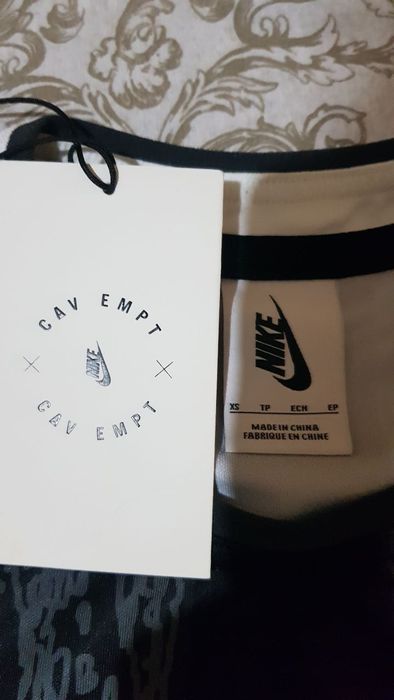 CAV EMPT
NIKE
CAV EMPT
NIKE
XS TP ECH EP
MADE IN CHINA
FABRIQUE EN CHINE